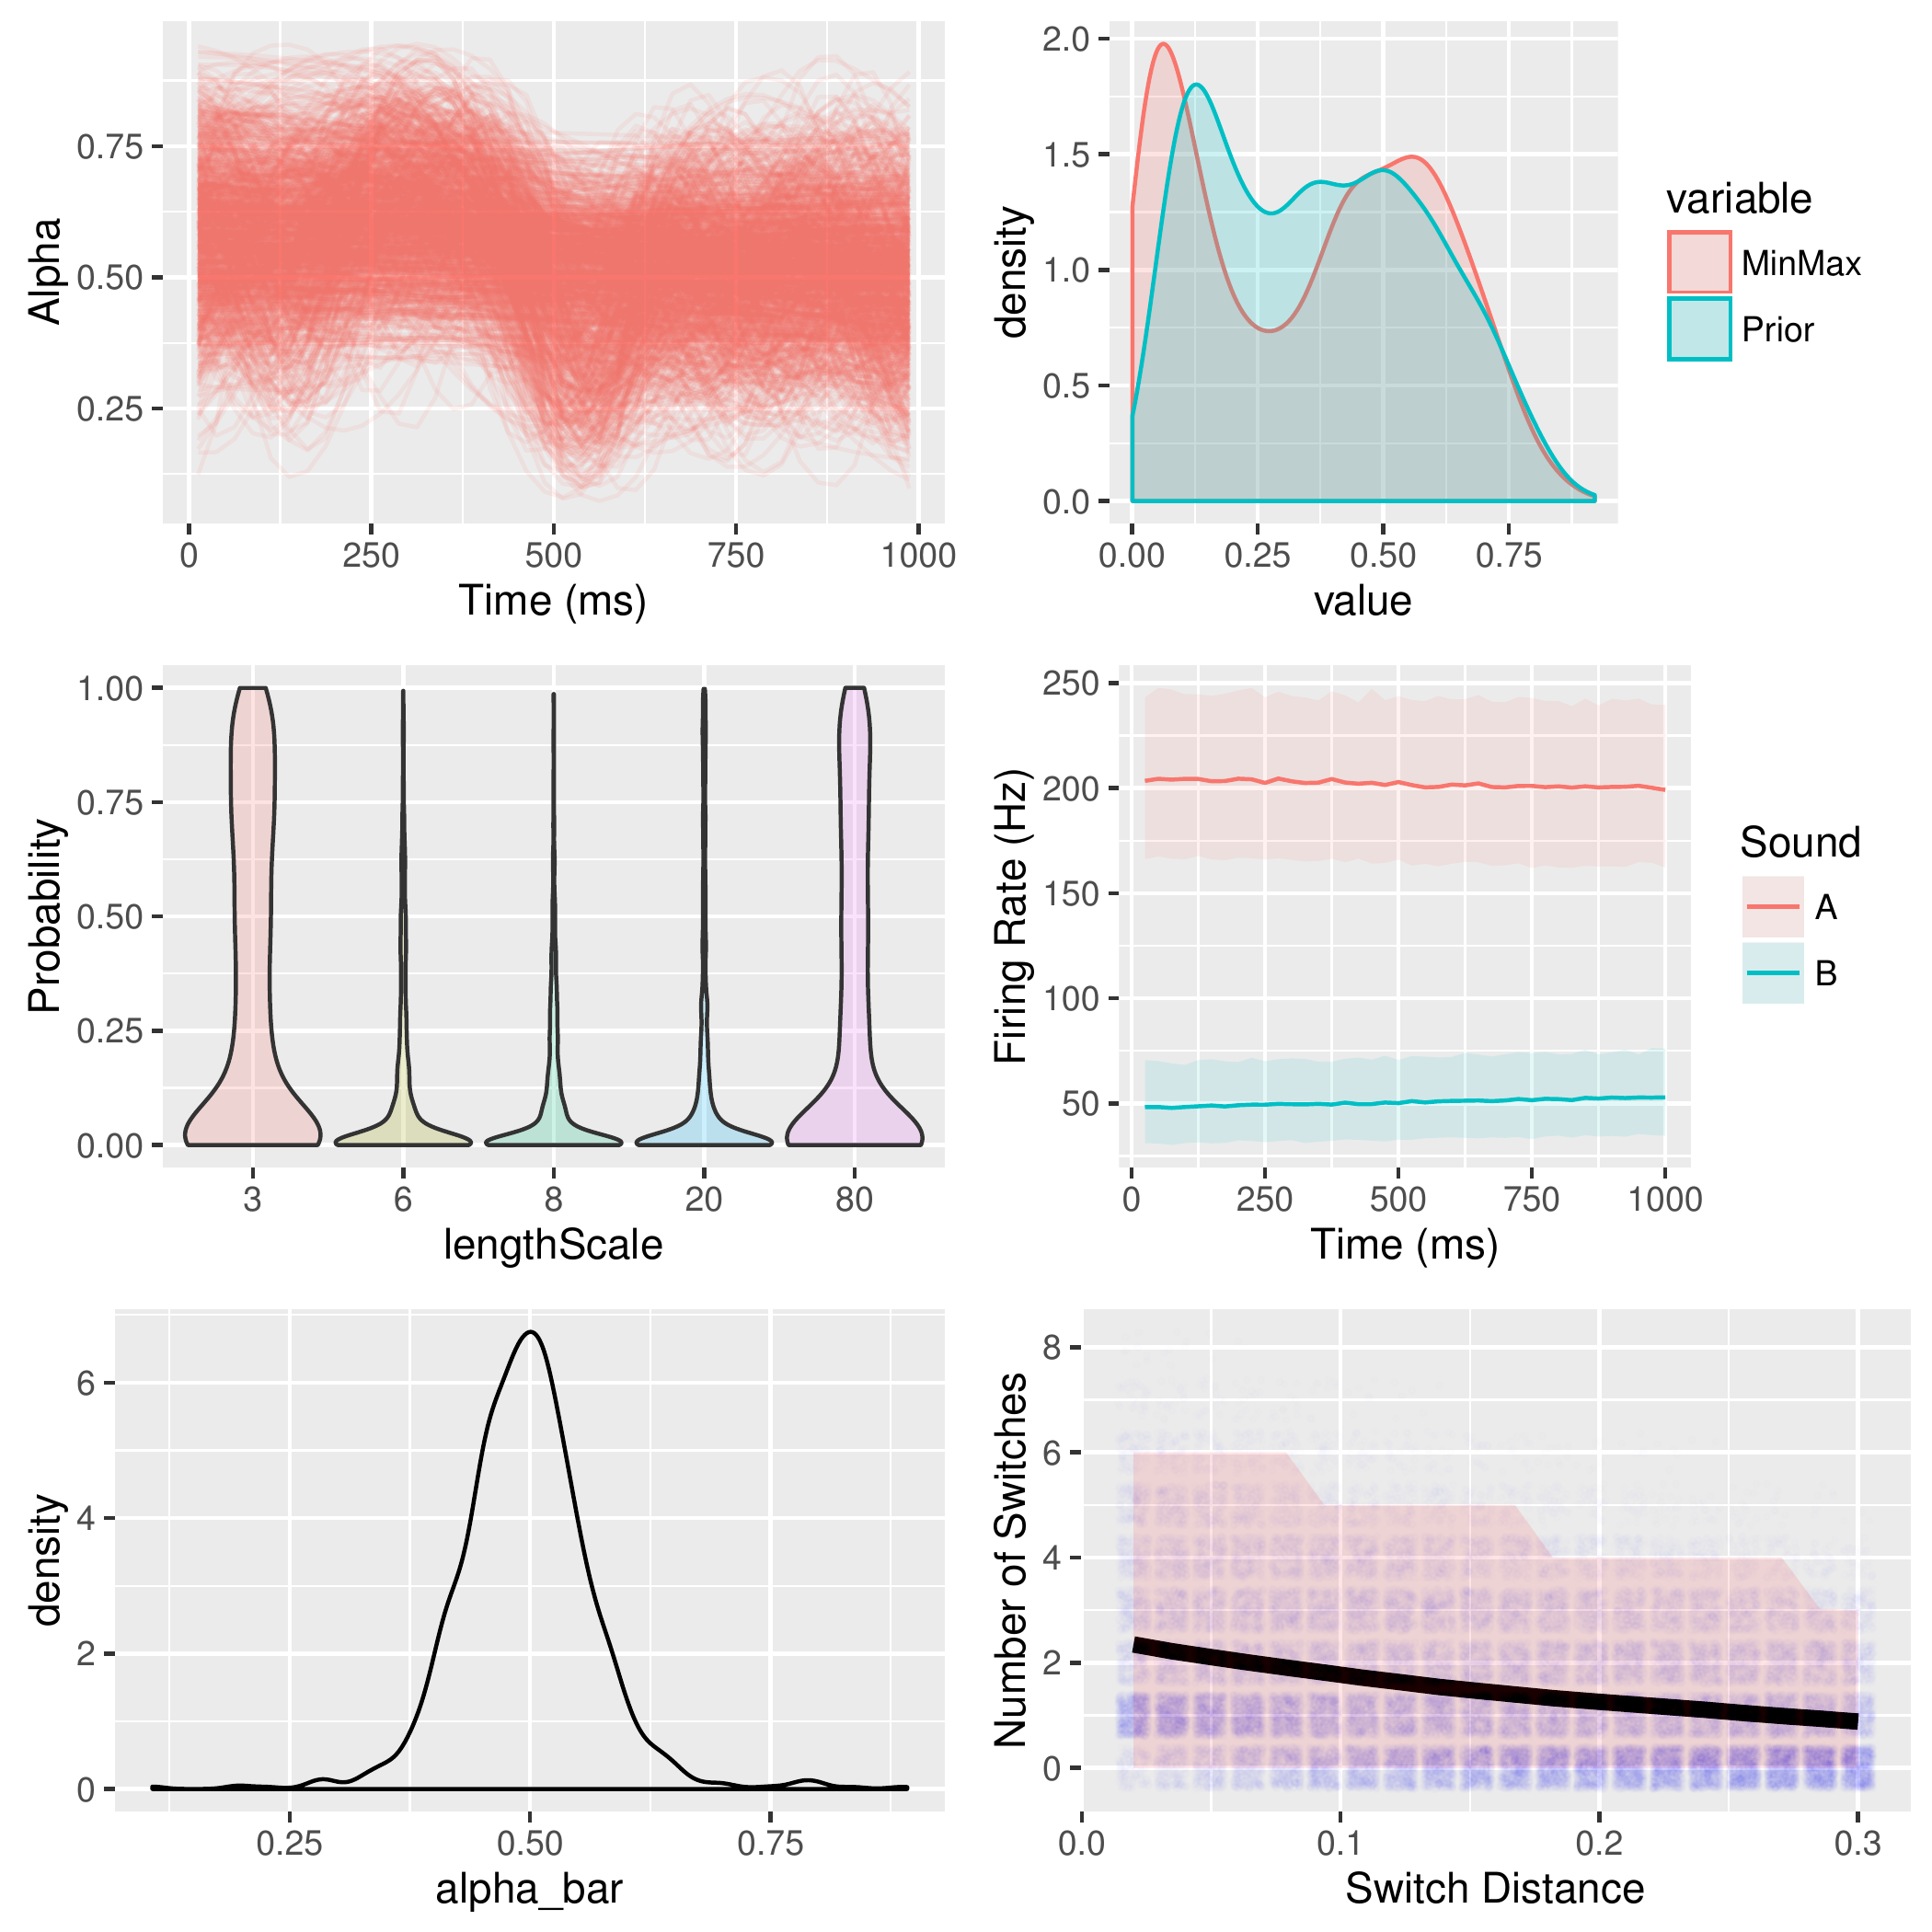 Alpha
0.75
0.50
0.25
0 250 500 750 1000
Time (ms)
density
2.0
1.5
1.0
0.5
0.0
0.00 0.25 0.50 0.75
value
variable
MinMax
Prior
Probability
1.00
0.75
0.50
0.25
0.00
3 6 8 20 80
lengthScale
Firing Rate (Hz)
250
200
150
100
50
0 250 500 750 1000
Time (ms)
Sound
A
B
density
6
4
2
0
0.25 0.50 0.75
alpha_bar
Number of Switches
8
6
4
2
0
0.0 0.1 0.2 0.3
Switch Distance